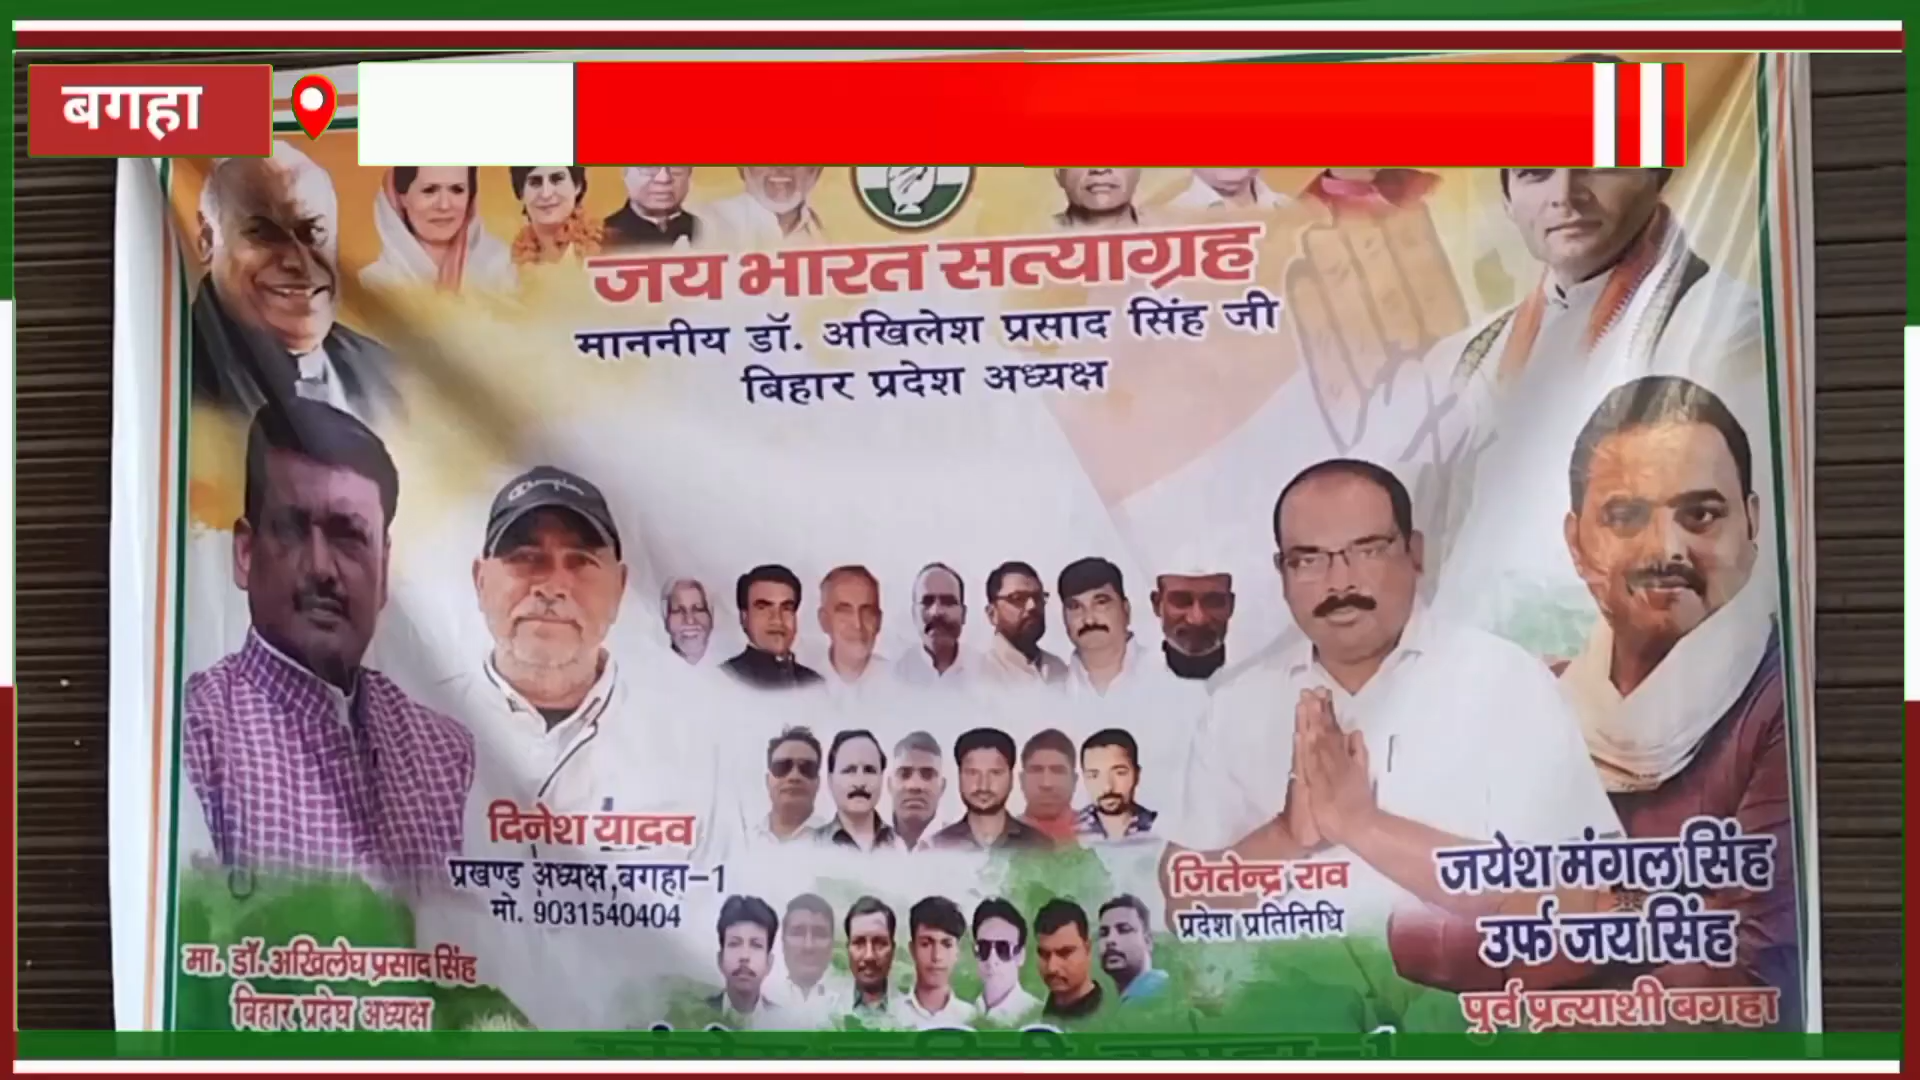 बगहा
जय भारत सत्याग्रह
माननीय डॉ. अखिलेश प्रसाद सिंह जी
बिहार प्रदेश अध्यक्ष
Champion
दिनेश यादव
प्रखण्ड अध्यक्ष,बगहा-1
मो. 9031540404
मा. डॉ. अखिलेघ प्रसाद सिंह
बिहार प्रदेघ अध्यक्ष
जितेन्द्र राव
प्रदेश प्रतिनिधि
जयेश मंगल सिंह
उर्फ जय सिंह
पुर्व प्रत्याशी बगहा